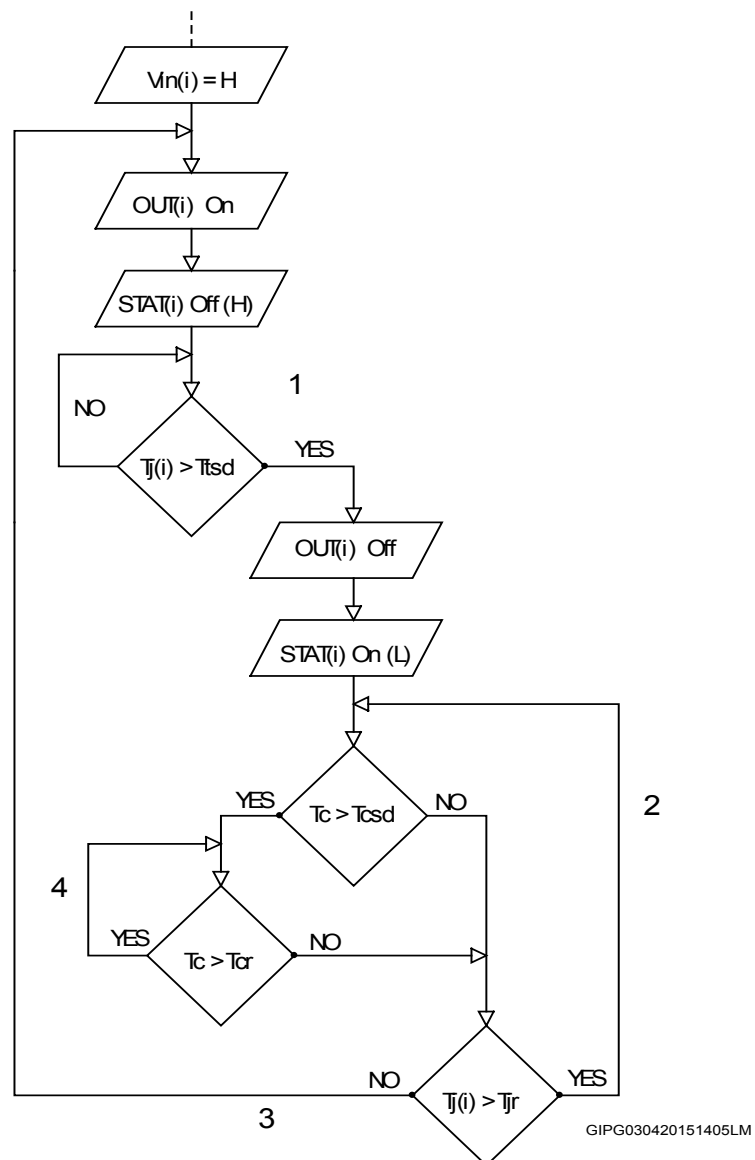 Vin(i) = H
OUT(i) On
STAT(i) Off (H)
1
NO
Tj(i) > Ttsd
YES
OUT(i) Off
STAT(i) On (L)
2
YES
Tc > Tcsd
NO
4
YES
Tc > Tcr
NO
NO
Tj(i) > Tjr
YES
3
GIPG030420151405LM